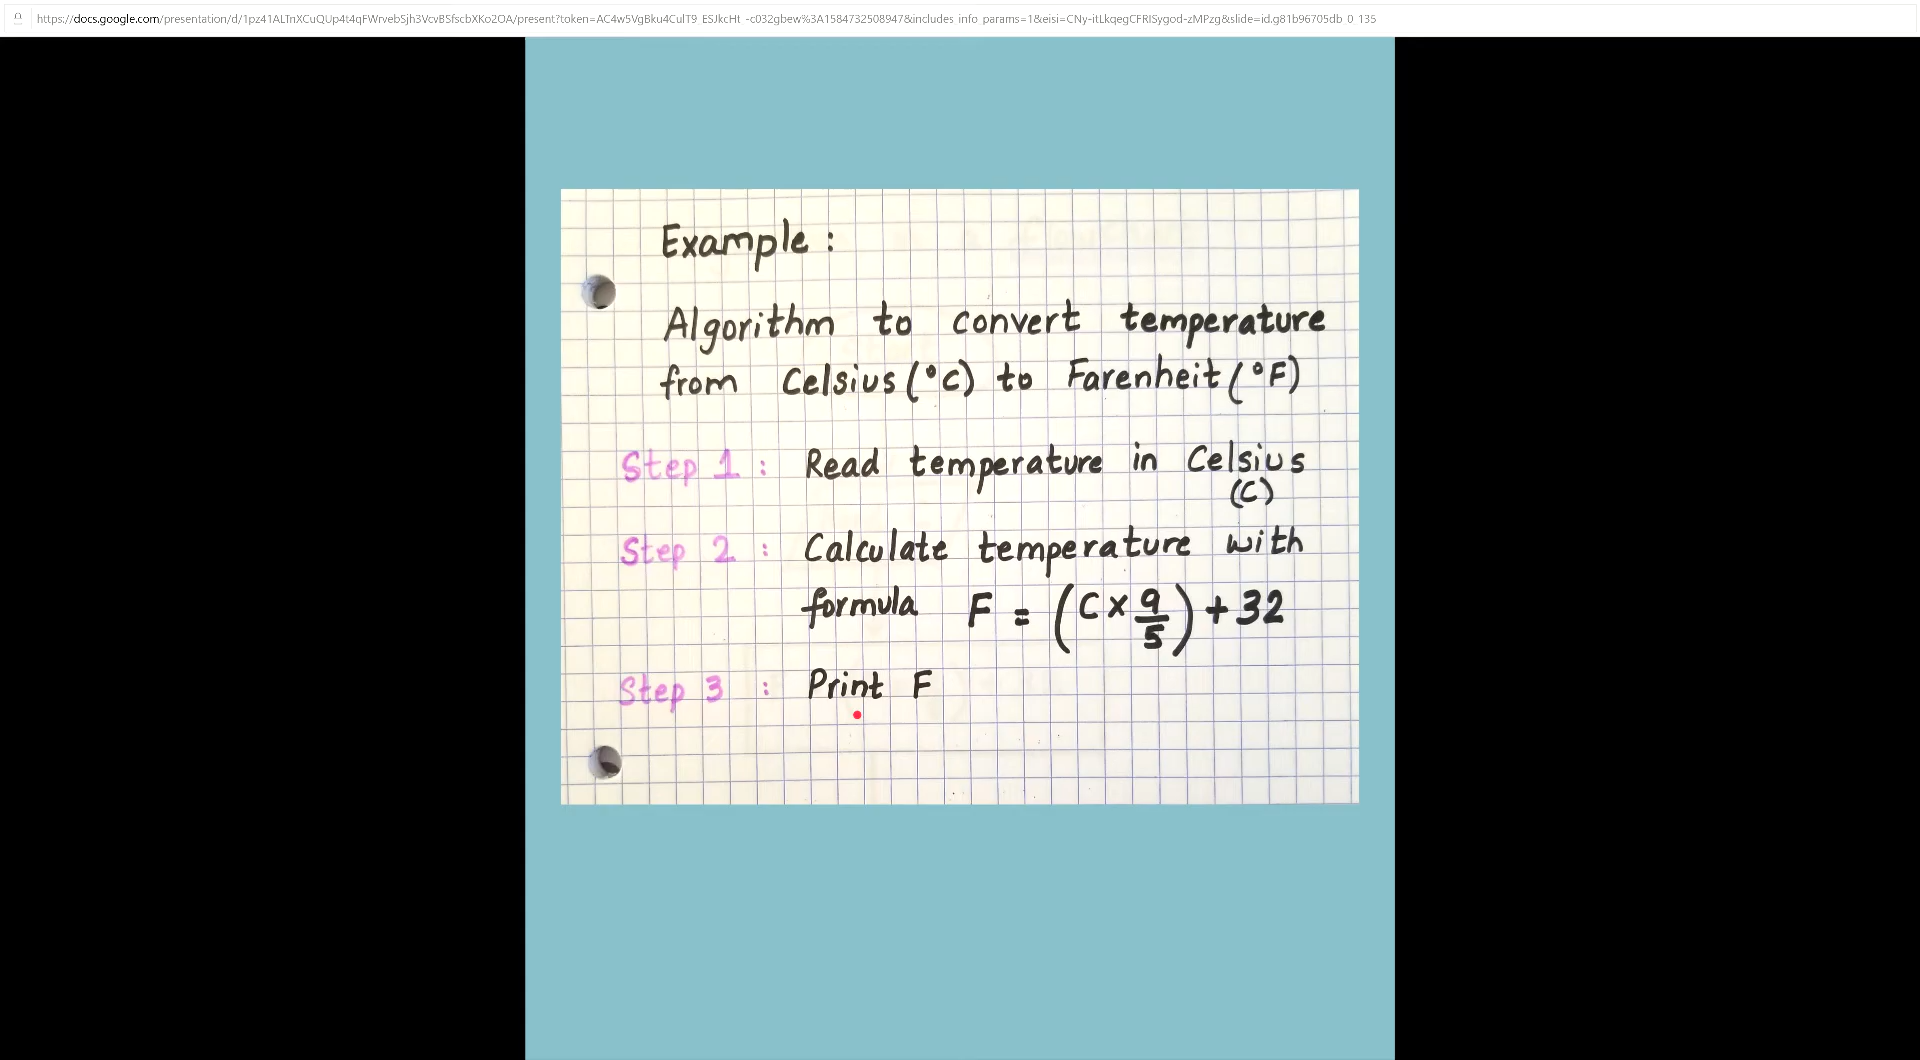 https://docs.google.com/presentation/d/1pz41ALTnXCuQUp4t4qFWrvebSjh3VcvBSfscbXKo2OA/present?token=AC4w5VgBku4CulT9_ESJkcHt_-c032gbew%3A1584732508947&includes_info_params=1&eisi=CNy-itLkqegCFRISygod-zMPzg&slide=id.g81b96705db_0_135
Example:
Algorithm to convert temperature
from Celsius (°C) to Farenheit (°F)
Step 1: Read temperature in Celsius
(C)
Step 2: Calculate temperature with
formula F = (C × 9/5) + 32
Step 3: Print F